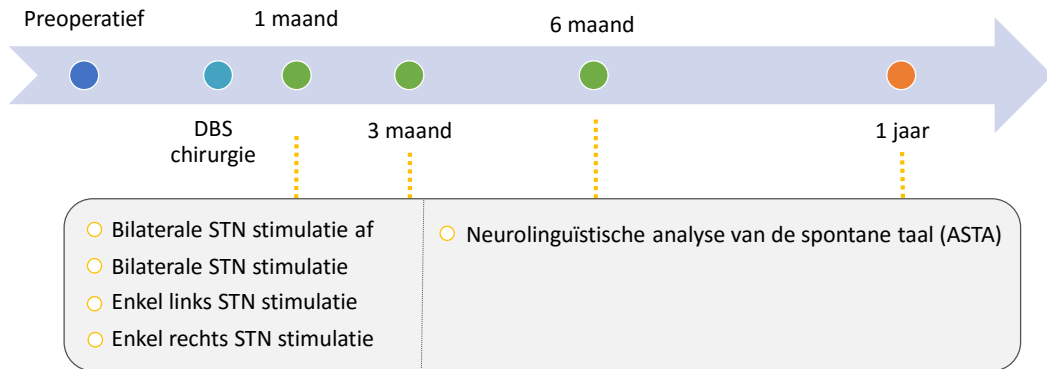 Preoperatief
1 maand
6 maand
DBS
chirurgie
3 maand
1 jaar
Bilaterale STN stimulatie af
Bilaterale STN stimulatie
Enkel links STN stimulatie
Enkel rechts STN stimulatie
Neurolinguïstische analyse van de spontane taal (ASTA)